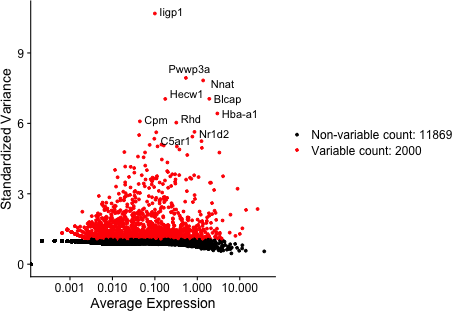 Iigp1
9
Pwwp3a
Nnat
Hecw1
Blcap
Hba-a1
6
Cpm
Rhd
Nr1d2
C5ar1
Non-variable count: 11869
Variable count: 2000
3
0
Standardized Variance
0.001 0.010 0.100 1.000 10.000
Average Expression